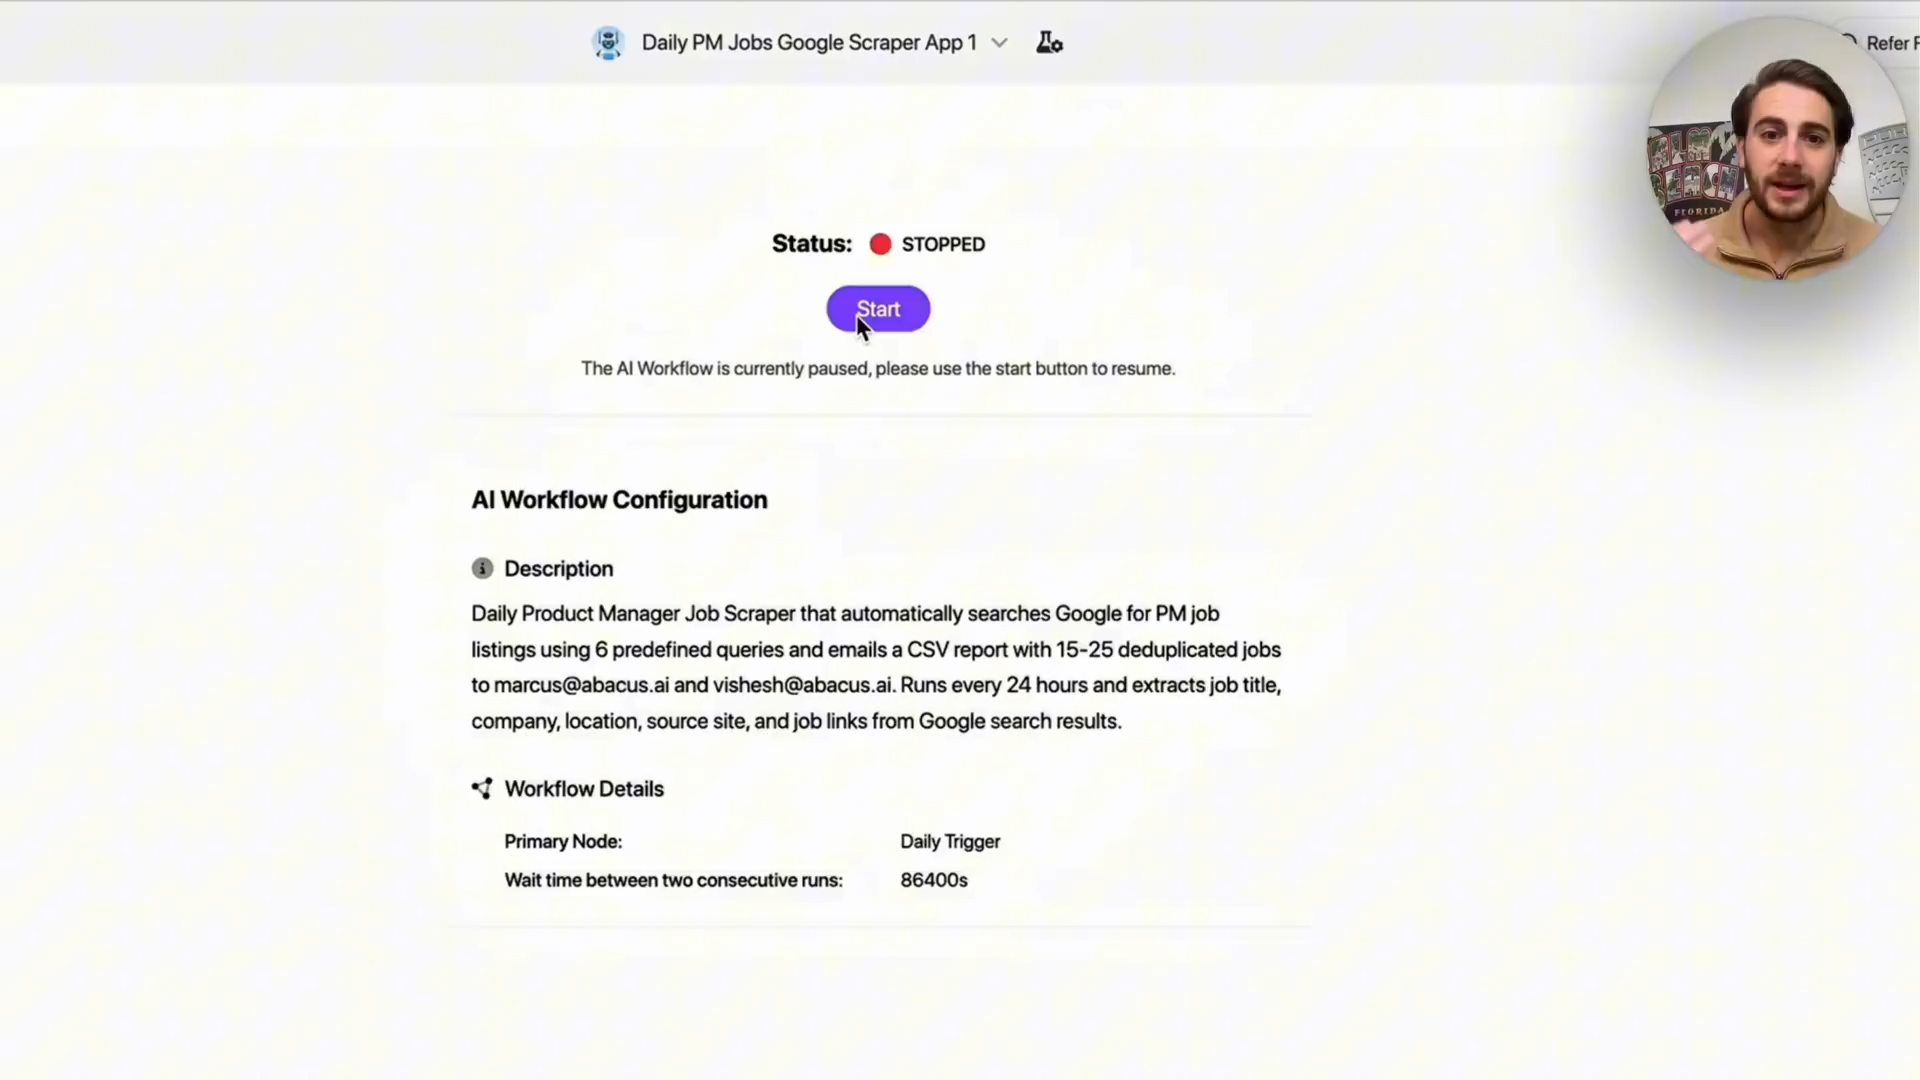 Daily PM Jobs Google Scraper App 1
Refer F
Status: STOPPED
Start
The AI Workflow is currently paused, please use the start button to resume.
AI Workflow Configuration
Description
Daily Product Manager Job Scraper that automatically searches Google for PM job
listings using 6 predefined queries and emails a CSV report with 15-25 deduplicated jobs
to marcus@abacus.ai and vishesh@abacus.ai. Runs every 24 hours and extracts job title,
company, location, source site, and job links from Google search results.
Workflow Details
Primary Node: Daily Trigger
Wait time between two consecutive runs: 86400s
FLORIDA